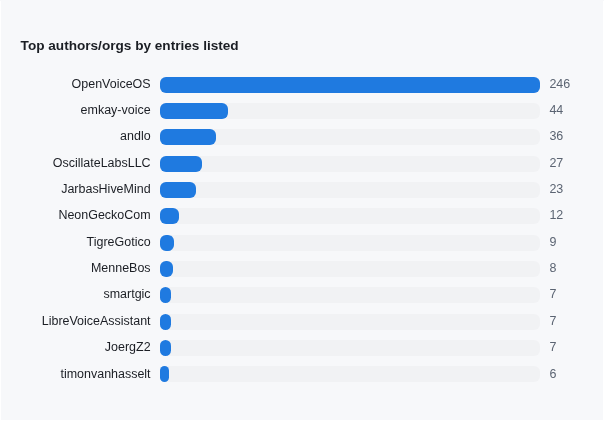 Top authors/orgs by entries listed
OpenVoiceOS 246
emkay-voice 44
andlo 36
OscillateLabsLLC 27
JarbasHiveMind 23
NeonGeckoCom 12
TigreGotico 9
MenneBos 8
smartgic 7
LibreVoiceAssistant 7
JoergZ2 7
timonvanhasselt 6